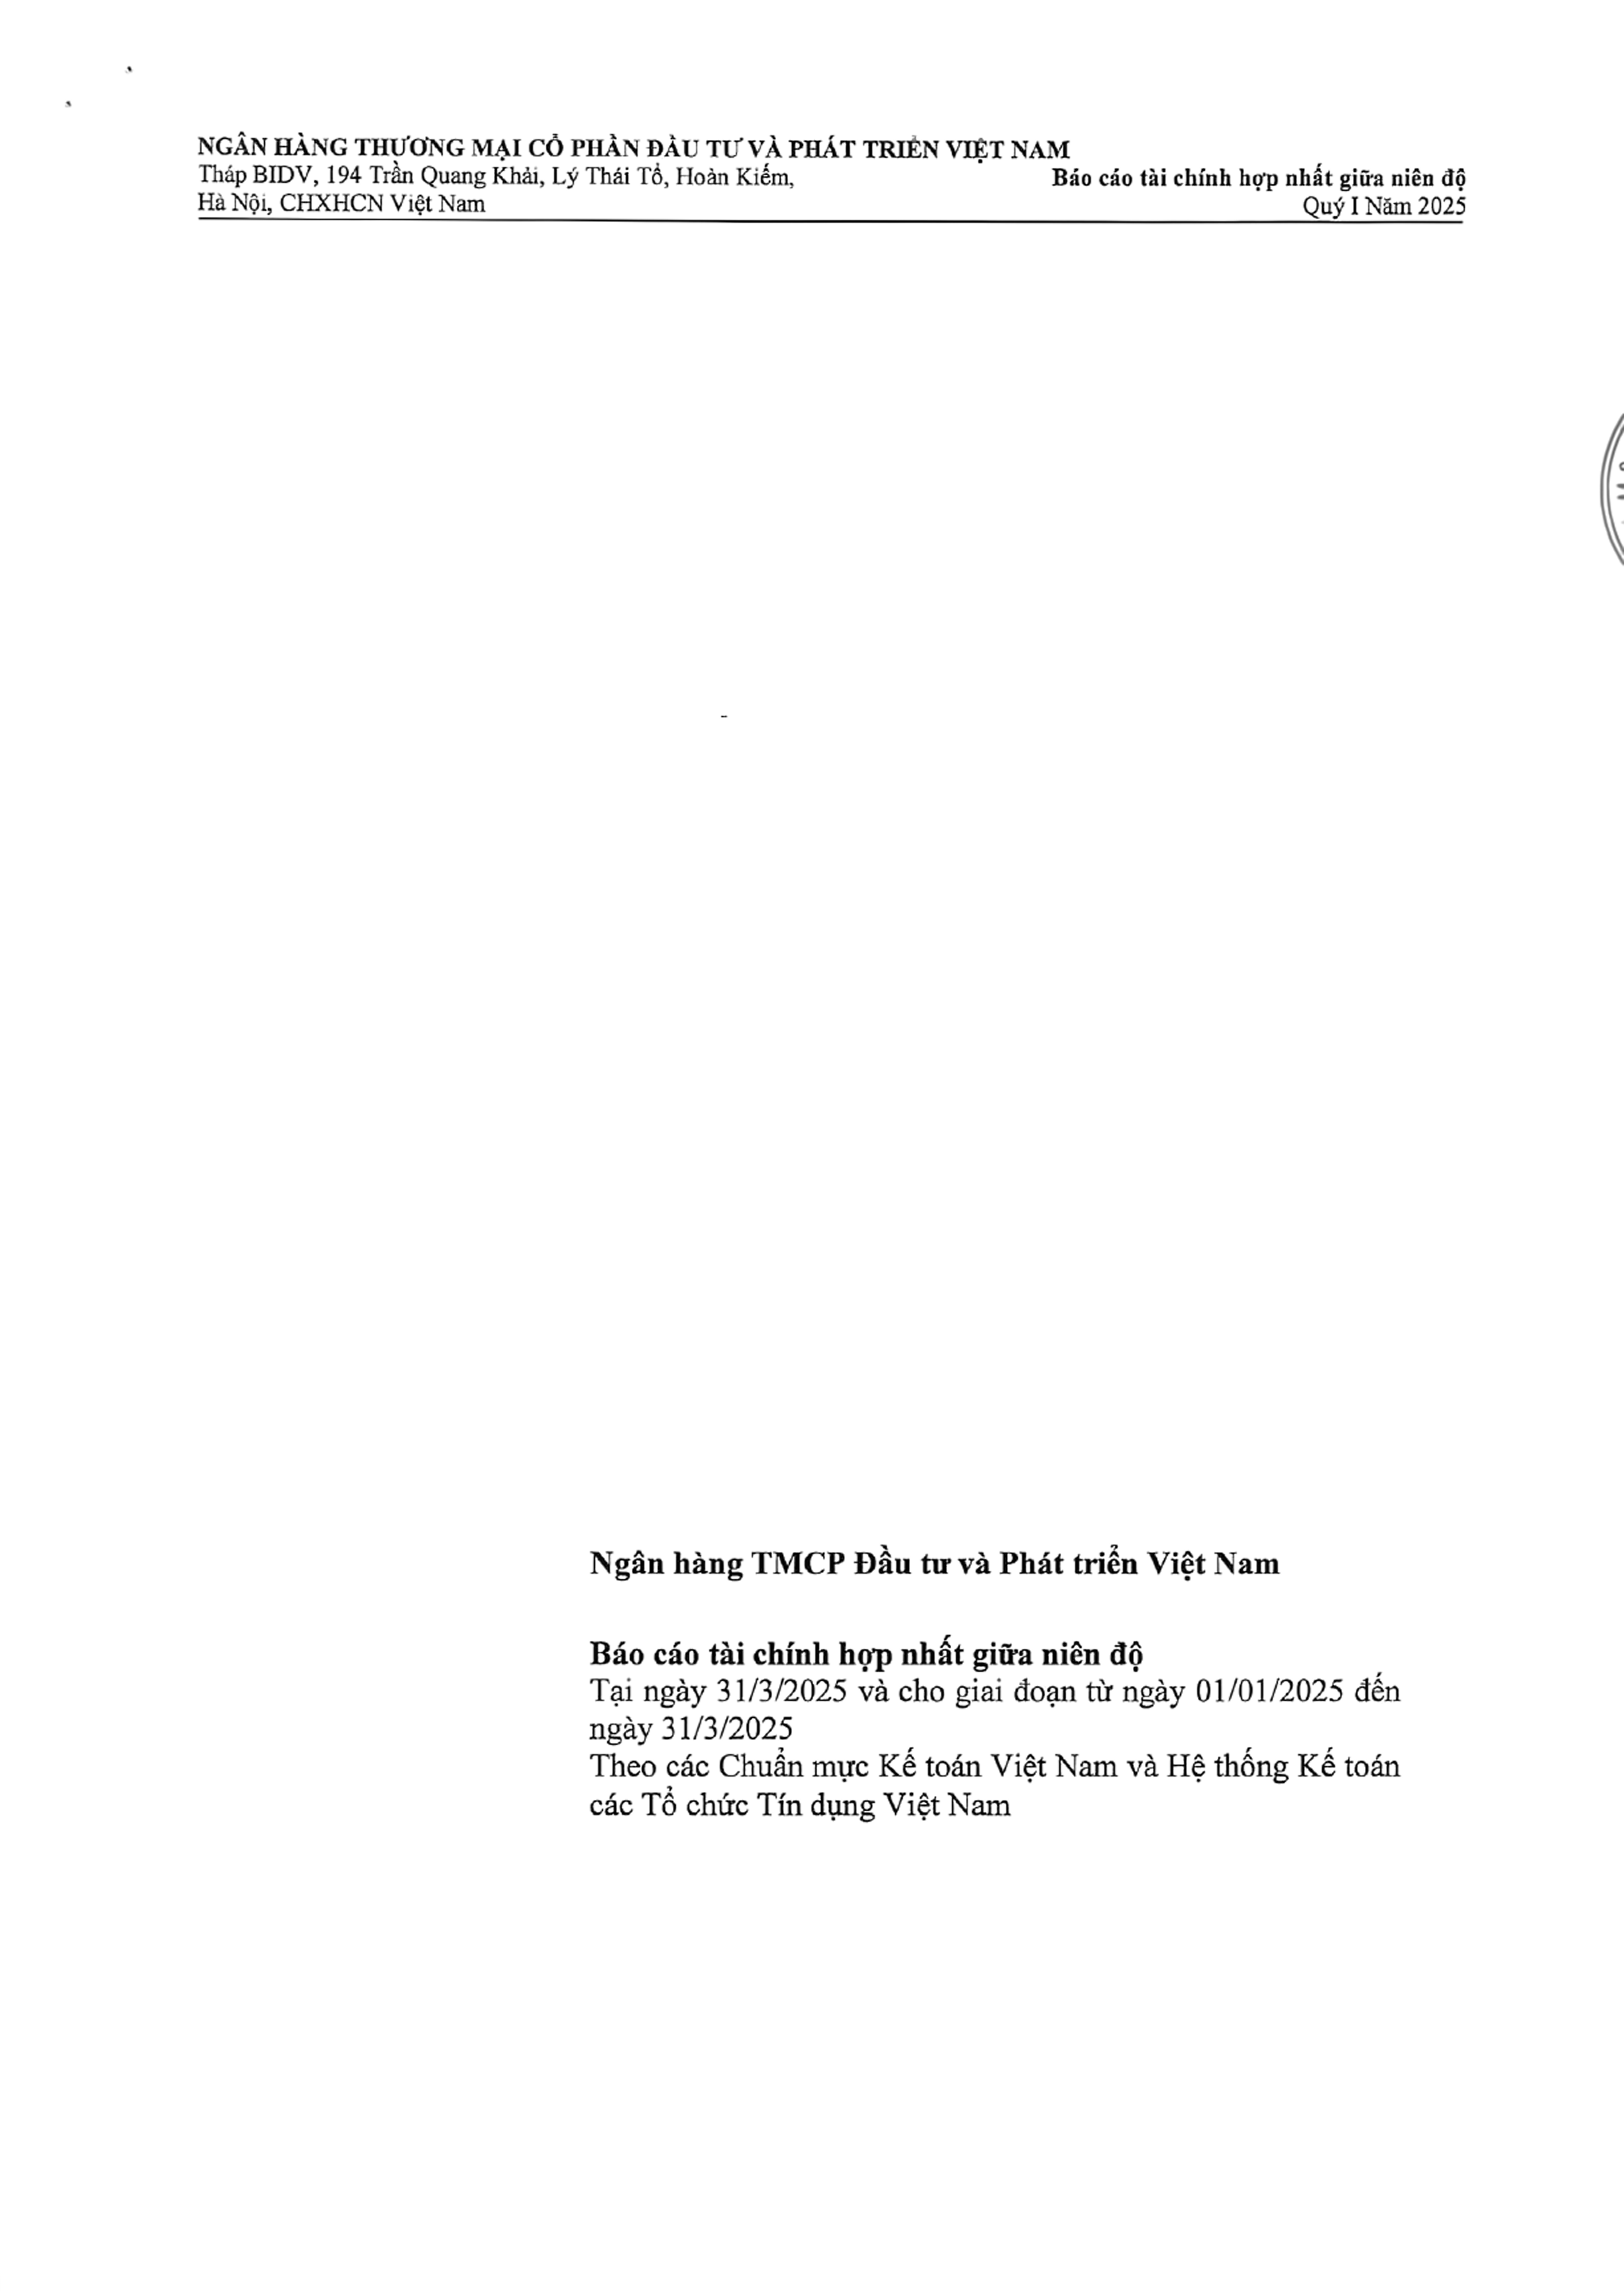 NGÂN HÀNG THƯƠNG MẠI CỔ PHẦN ĐẦU TƯ VÀ PHÁT TRIỂN VIỆT NAM
Tháp BIDV, 194 Trần Quang Khải, Lý Thái Tổ, Hoàn Kiếm,
Báo cáo tài chính hợp nhất giữa niên độ
Hà Nội, CHXHCN Việt Nam
Quý I Năm 2025
Ngân hàng TMCP Đầu tư và Phát triển Việt Nam
Báo cáo tài chính hợp nhất giữa niên độ
Tại ngày 31/3/2025 và cho giai đoạn từ ngày 01/01/2025 đến
ngày 31/3/2025
Theo các Chuẩn mực Kế toán Việt Nam và Hệ thống Kế toán
các Tổ chức Tín dụng Việt Nam